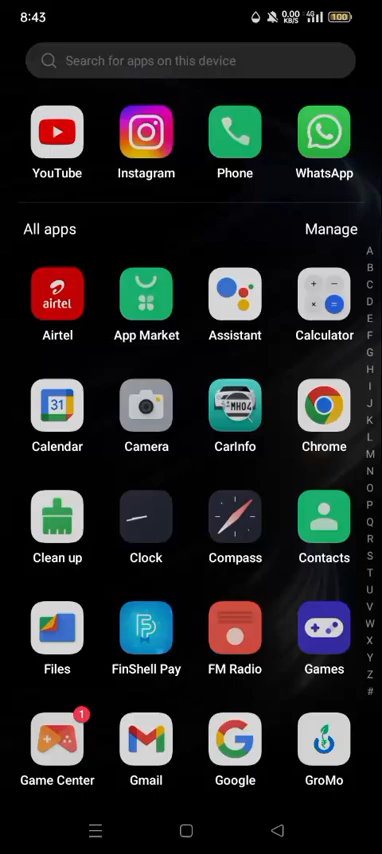 8:43
0.00 KB/S 4G 100
Search for apps on this device
YouTube Instagram Phone WhatsApp
All apps Manage
A
B
C
D
E
F
G
H
I
J
K
L
M
N
O
P
Q
R
S
T
U
V
W
X
Y
Z
#
airtel
Airtel App Market Assistant Calculator
31 MH04
Calendar Camera CarInfo Chrome
Clean up Clock Compass Contacts
Files FinShell Pay FM Radio Games
1
Game Center Gmail Google GroMo